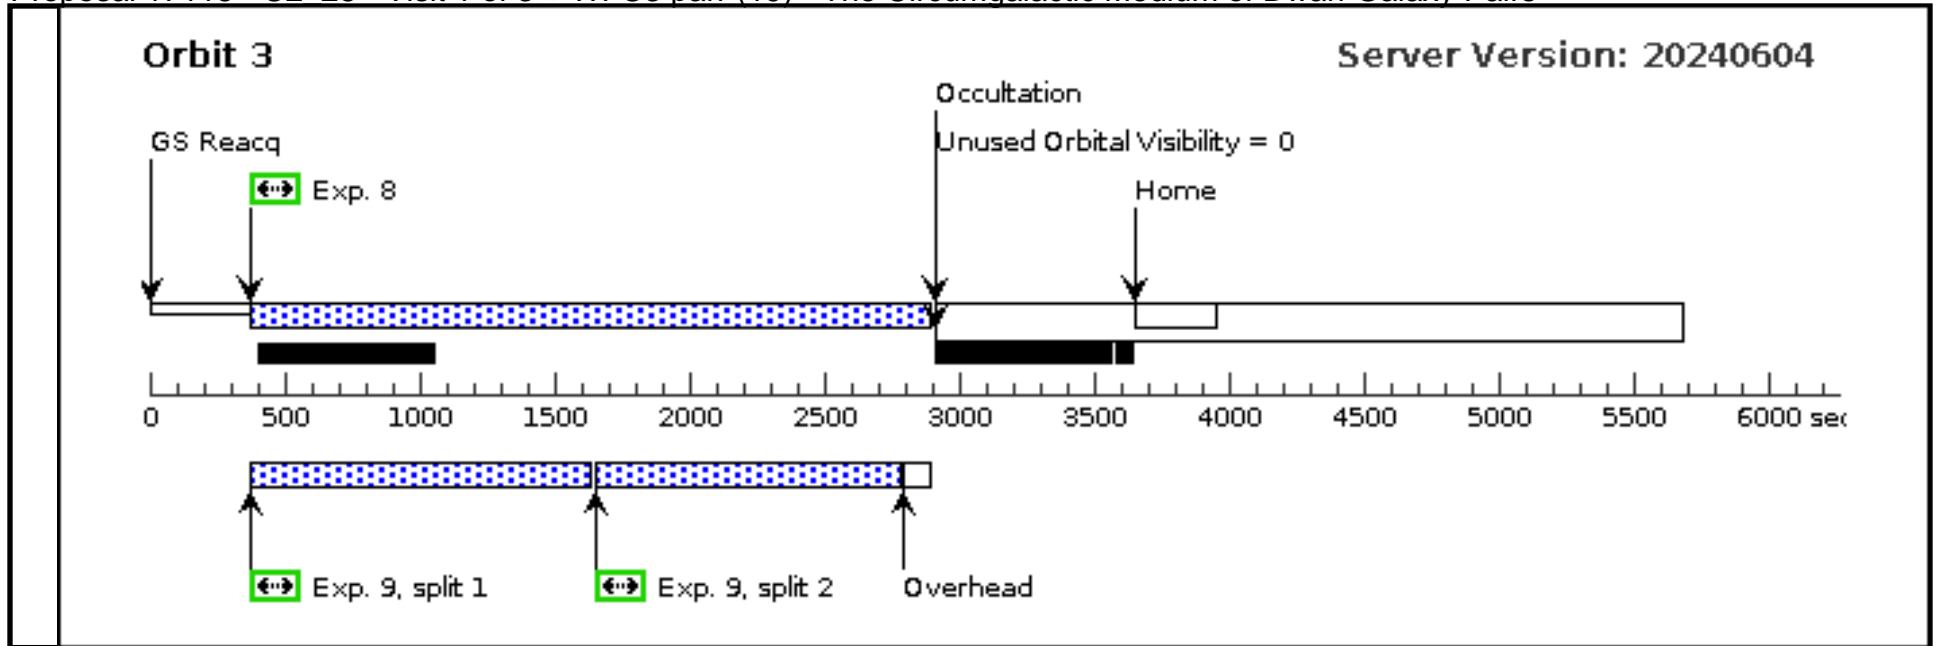 Orbit 3
Server Version: 20240604
Occultation
GS Reacq
Unused Orbital Visibility = 0
Exp. 8
Home
0 500 1000 1500 2000 2500 3000 3500 4000 4500 5000 5500 6000 sec
Exp. 9, split 1
Exp. 9, split 2
Overhead